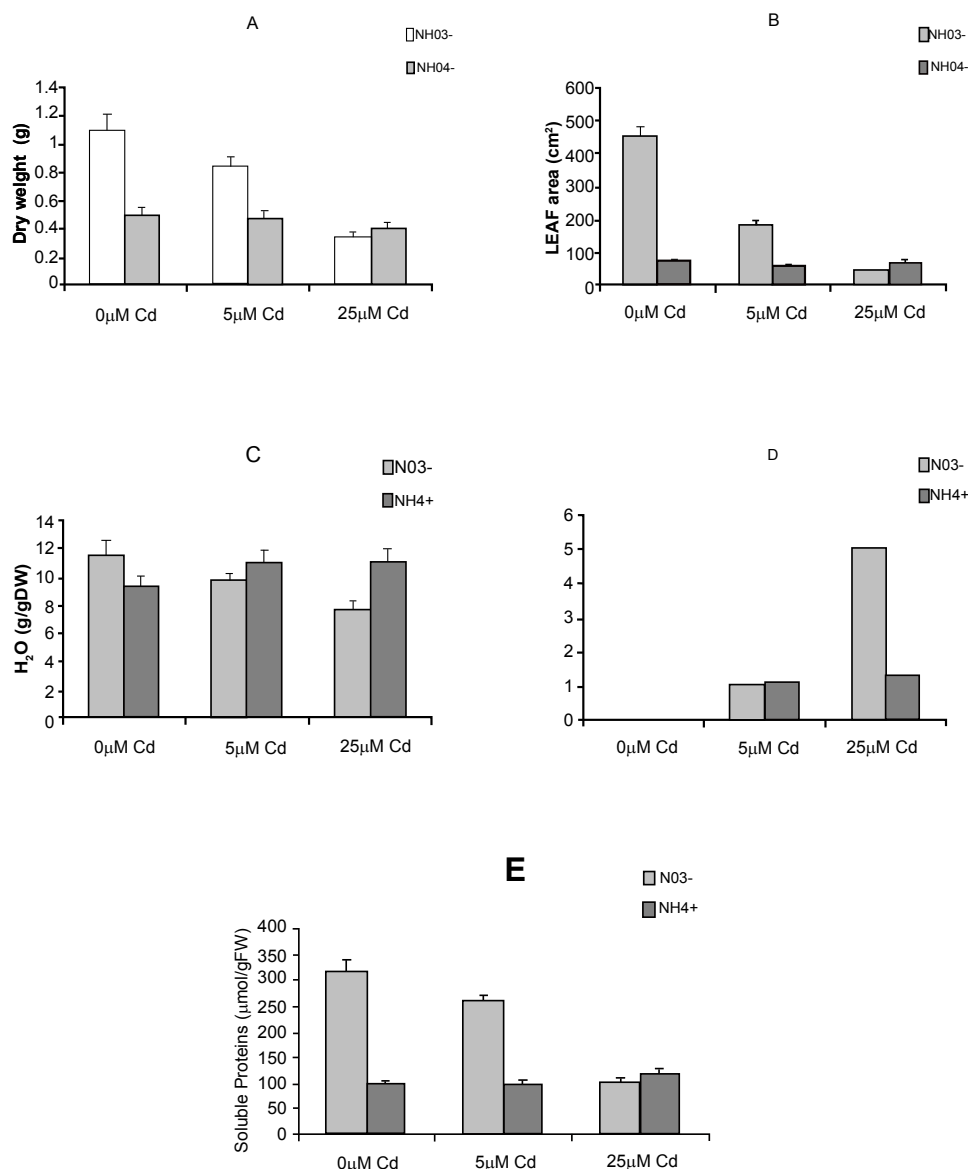 A
NH03-
NH04-
1.4
1.2
1
0.8
0.6
0.4
0.2
0
Dry weight (g)
0µM Cd 5µM Cd 25µM Cd
B
NH03-
NH04-
600
500
400
300
200
100
0
LEAF area (cm²)
0µM Cd 5µM Cd 25µM Cd
C
N03-
NH4+
14
12
10
8
6
4
2
0
H₂O (g/gDW)
0µM Cd 5µM Cd 25µM Cd
D
N03-
NH4+
6
5
4
3
2
1
0
0µM Cd 5µM Cd 25µM Cd
E
N03-
NH4+
400
350
300
250
200
150
100
50
0
Soluble Proteins (µmol/gFW)
0µM Cd 5µM Cd 25µM Cd